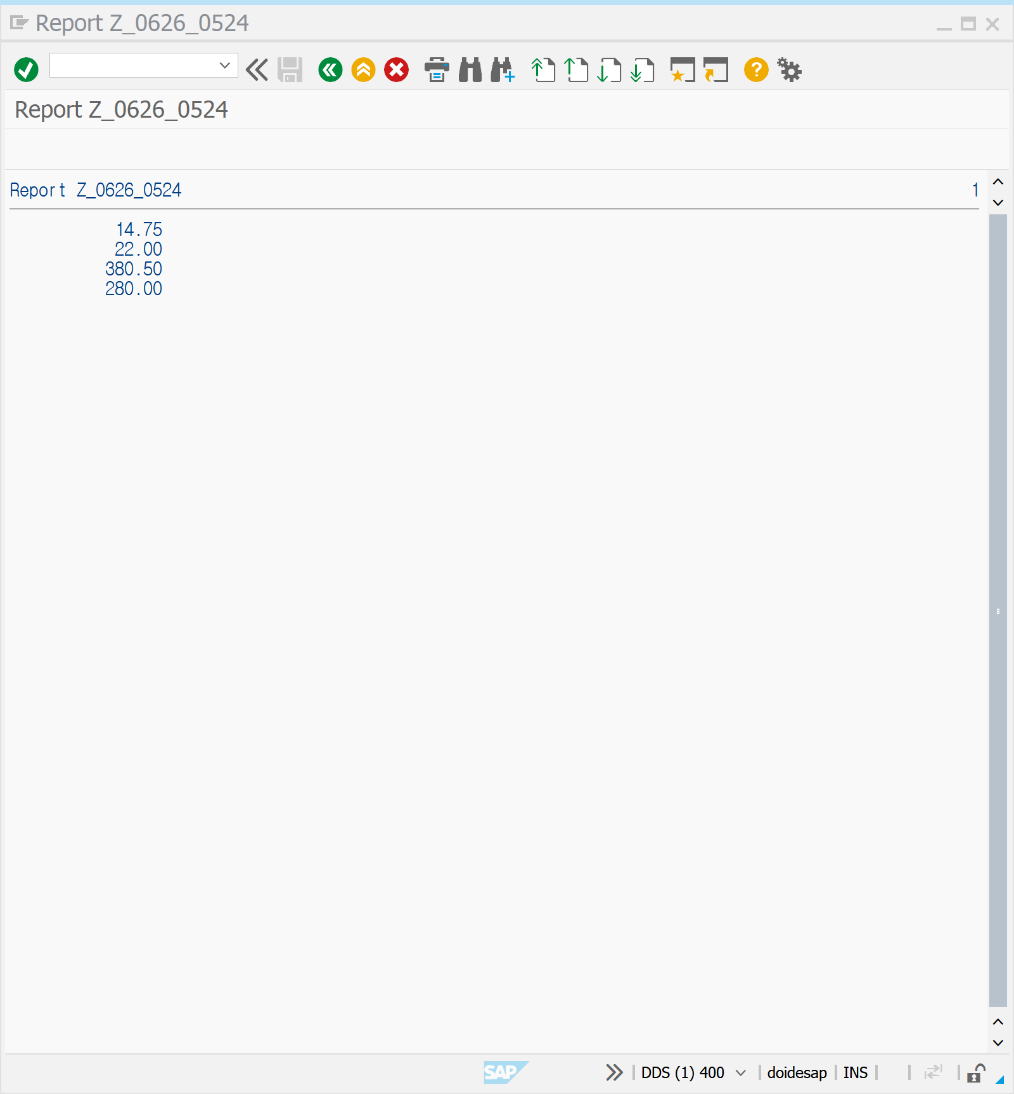 Report Z_0626_0524
Report Z_0626_0524
Report Z_0626_0524 1
14.75
22.00
380.50
280.00
SAP DDS (1) 400 doidesap INS